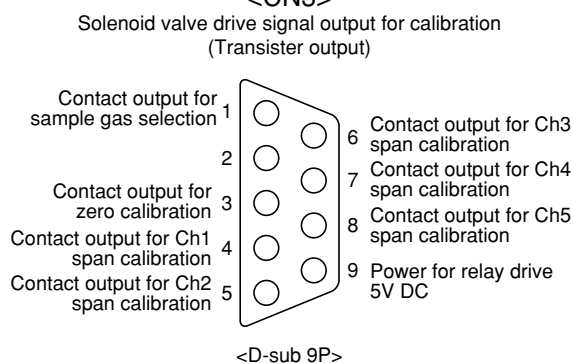 Solenoid valve drive signal output for calibration
(Transister output)
Contact output for
sample gas selection
1
2
Contact output for
zero calibration
3
Contact output for Ch1
span calibration
4
Contact output for Ch2
span calibration
5
6
Contact output for Ch3
span calibration
7
Contact output for Ch4
span calibration
8
Contact output for Ch5
span calibration
9
Power for relay drive
5V DC
<D-sub 9P>